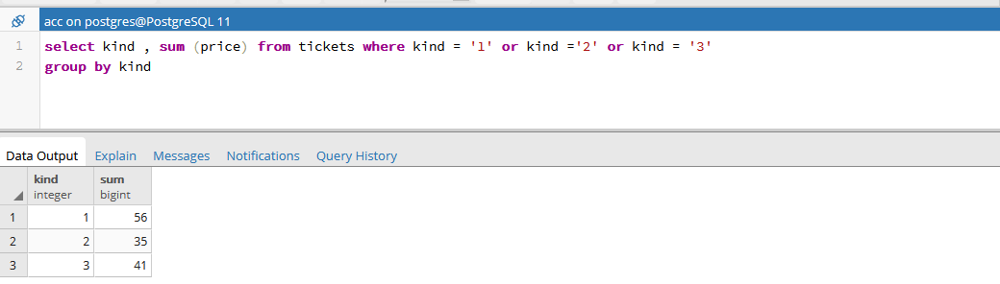 acc on postgres@PostgreSQL 11
1 select kind , sum (price) from tickets where kind = '1' or kind ='2' or kind = '3'
2 group by kind
Data Output Explain Messages Notifications Query History
kind sum
integer bigint
1 1 56
2 2 35
3 3 41